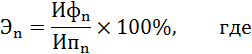 Эₙ = Ифₙ / Ипₙ × 100%, где